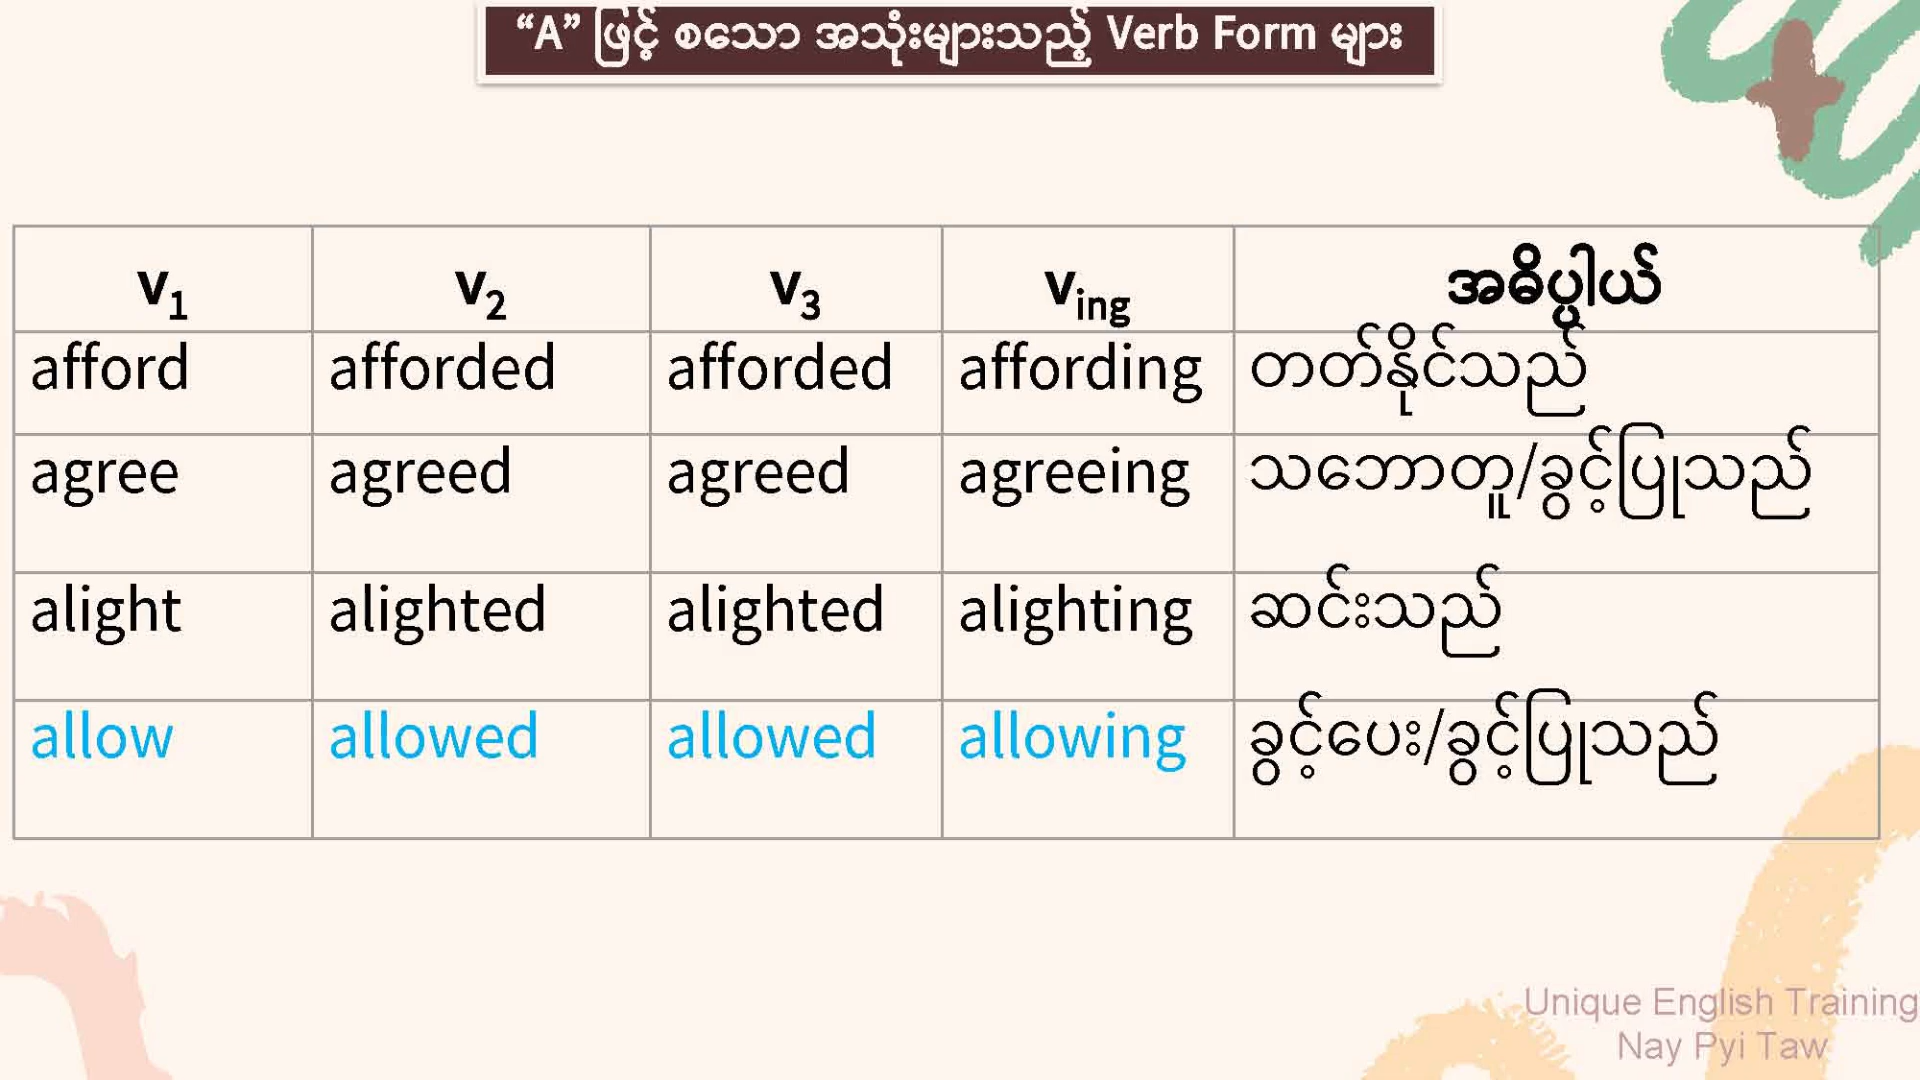 “A” ဖြင့် စသော အသုံးများသည့် Verb Form များ
v1 v2 v3 ving အဓိပ္ပါယ်
afford afforded afforded affording တတ်နိုင်သည်
agree agreed agreed agreeing သဘောတူ/ခွင့်ပြုသည်
alight alighted alighted alighting ဆင်းသည်
allow allowed allowed allowing ခွင့်ပေး/ခွင့်ပြုသည်
Unique English Training
Nay Pyi Taw